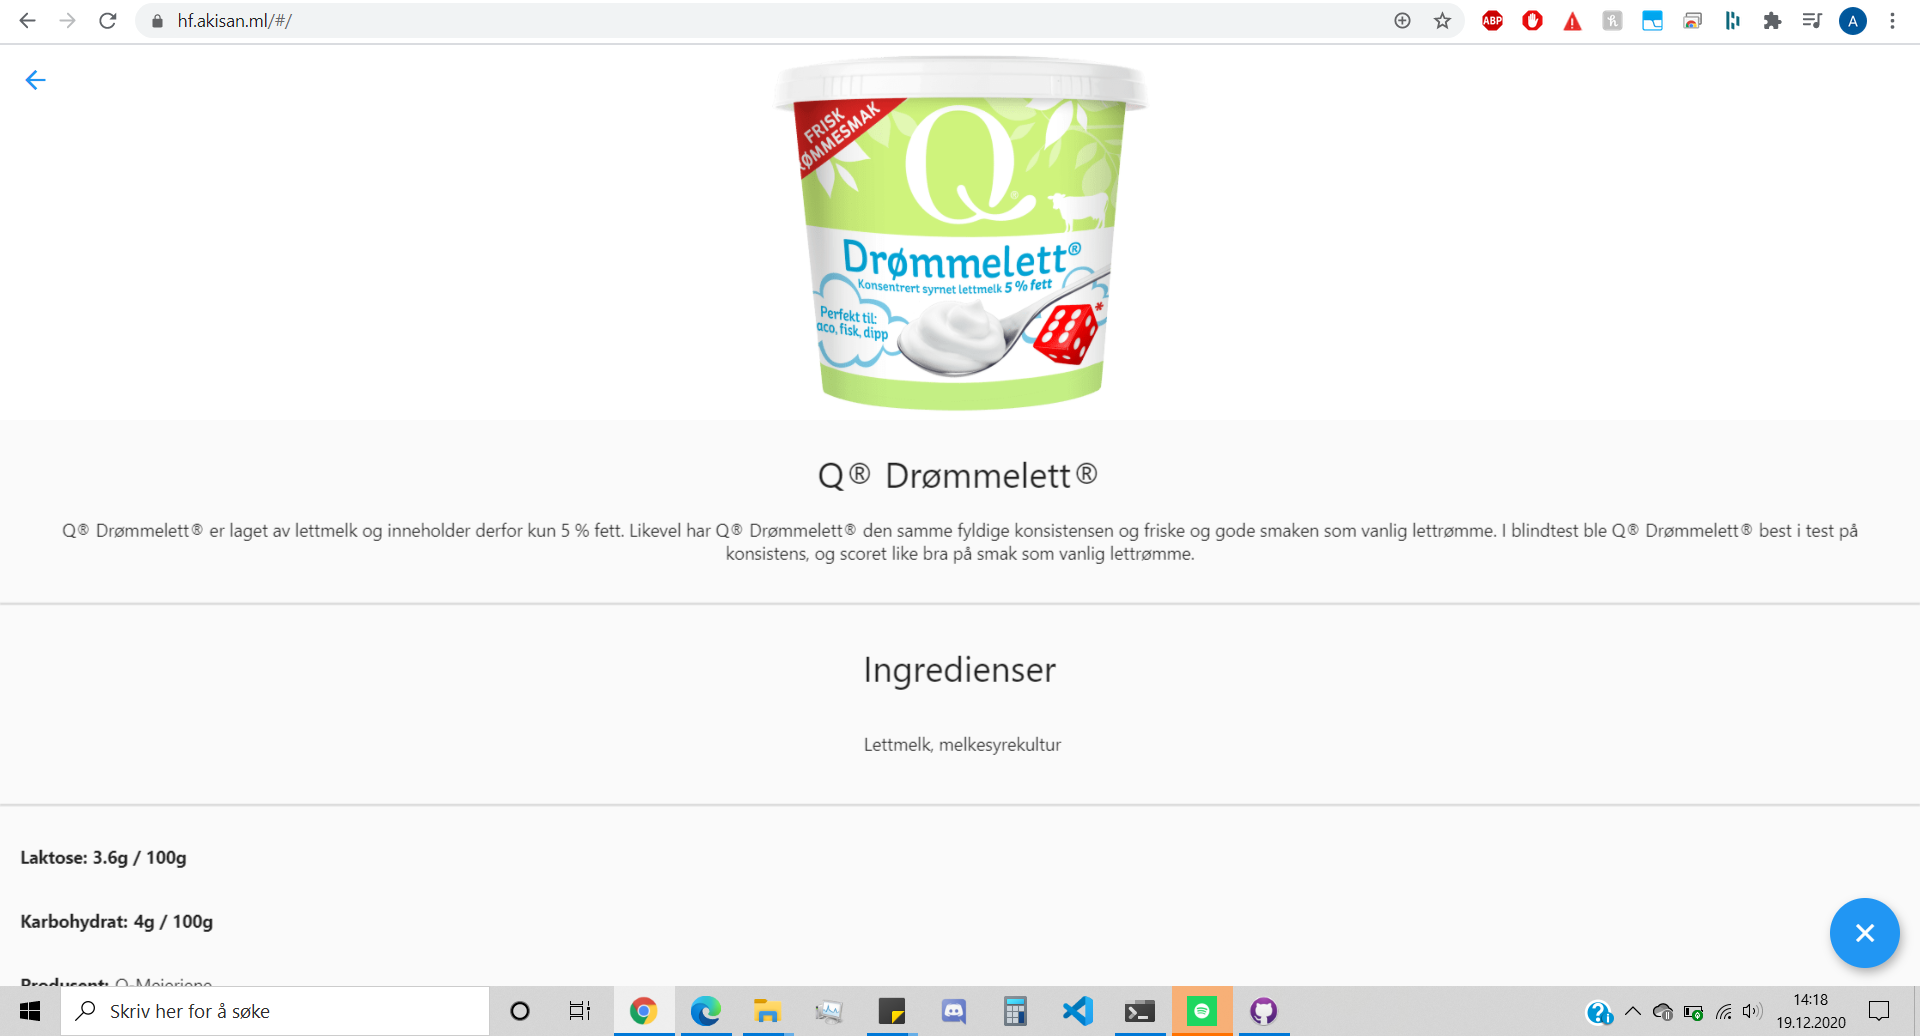 hf.akisan.ml/#/
ABP
A
FRISK
RØMMESMAK
Q®
Drømmelett®
Konsentrert syrnet lettmelk 5 % fett
Perfekt til:
aco, fisk, dipp
*
Q® Drømmelett®
Q® Drømmelett® er laget av lettmelk og inneholder derfor kun 5 % fett. Likevel har Q® Drømmelett® den samme fyldige konsistensen og friske og gode smaken som vanlig lettrømme. I blindtest ble Q® Drømmelett® best i test på
konsistens, og scoret like bra på smak som vanlig lettrømme.
Ingredienser
Lettmelk, melkesyrekultur
Laktose: 3.6g / 100g
Karbohydrat: 4g / 100g
Produsent: Q-Meieriene
Skriv her for å søke
14:18
19.12.2020